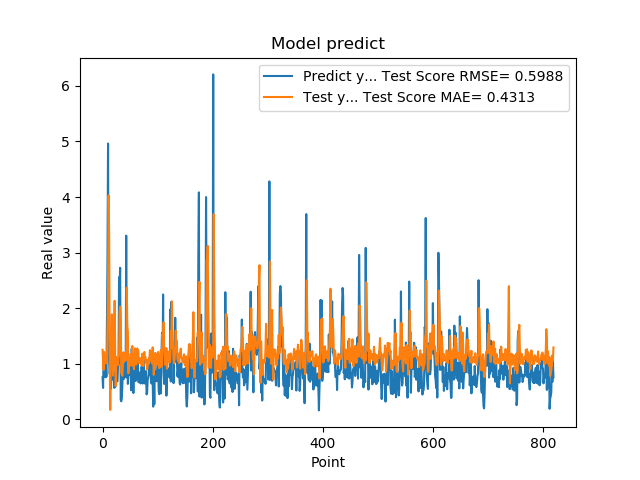 Model predict
Predict y... Test Score RMSE= 0.5988
Test y... Test Score MAE= 0.4313
Real value
6
5
4
3
2
1
0
0 200 400 600 800
Point